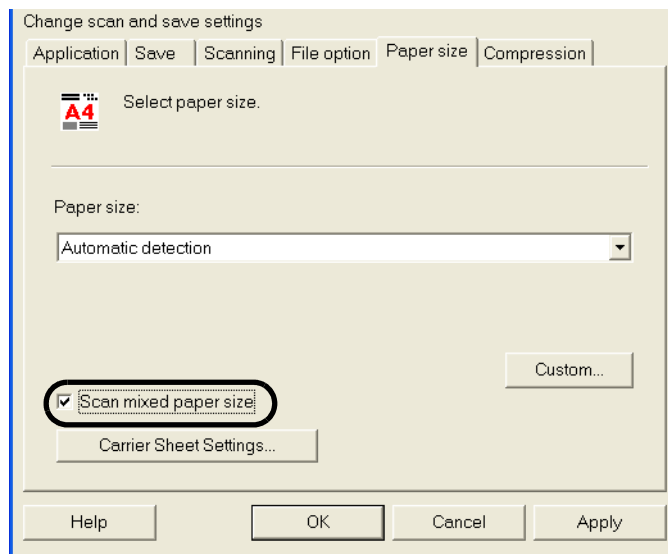 Change scan and save settings
Application Save Scanning File option Paper size Compression
A4 Select paper size.
Paper size:
Automatic detection
Custom...
Scan mixed paper size
Carrier Sheet Settings...
Help OK Cancel Apply